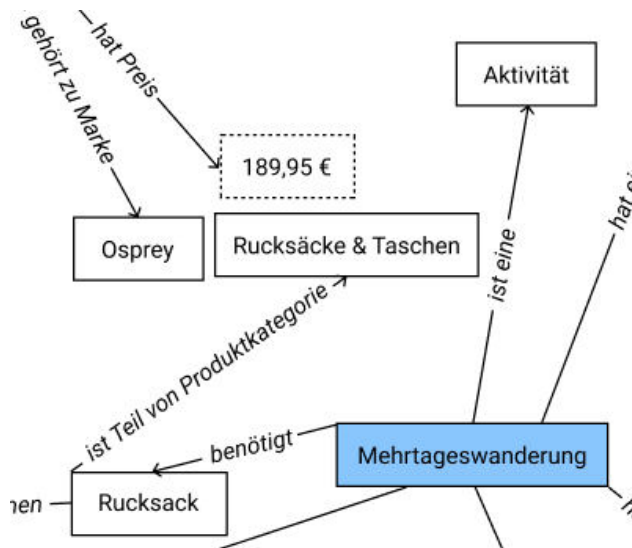 gehört zu Marke
hat Preis
Aktivität
189,95 €
Osprey
Rucksäcke & Taschen
ist eine
ist Teil von Produktkategorie
benötigt
Mehrtageswanderung
Rucksack
hat